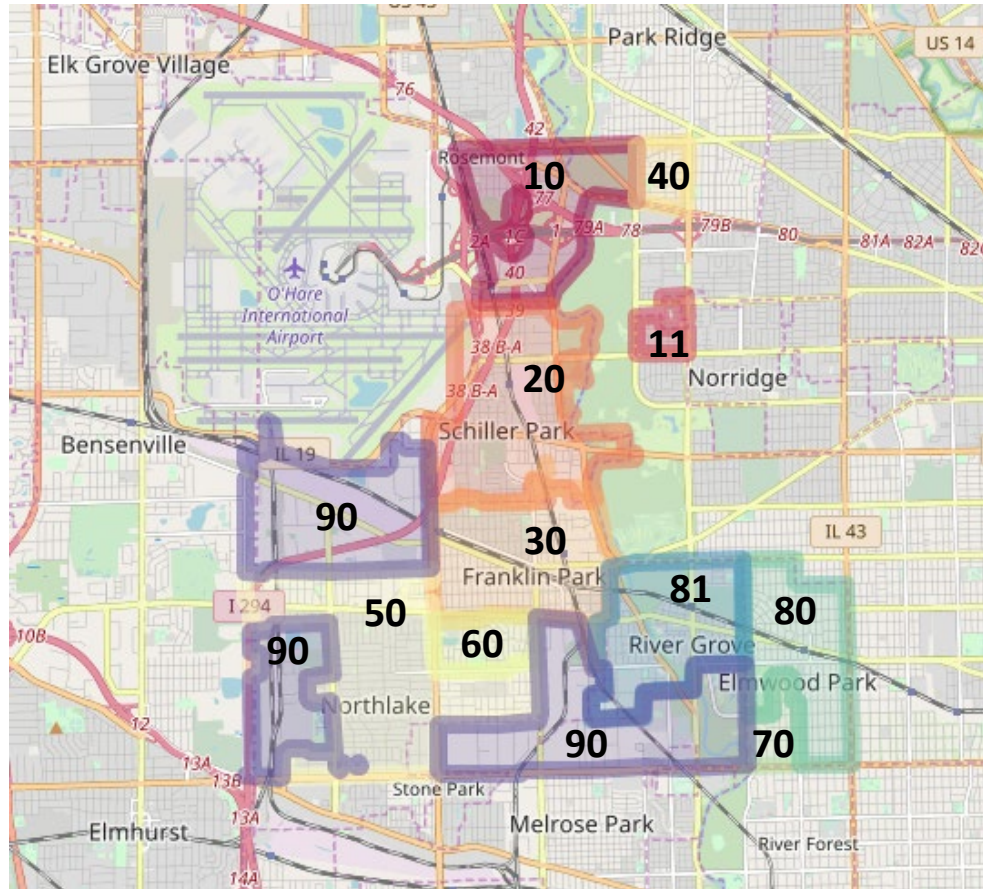 US 45
Park Ridge
US 14
Elk Grove Village
76
42
Rosemont
10
40
77
79A
78
79B
80
81A
82A
2A
1C
1
40
O'Hare
International
Airport
39
38 B-A
11
20
Norridge
38 B-A
Schiller Park
Bensenville
IL 19
90
30
IL 43
Franklin Park
81
80
I 294
50
10B
90
60
River Grove
Elmwood Park
Northlake
12
90
70
13A
13B
Stone Park
13A
Elmhurst
Melrose Park
River Forest
14A